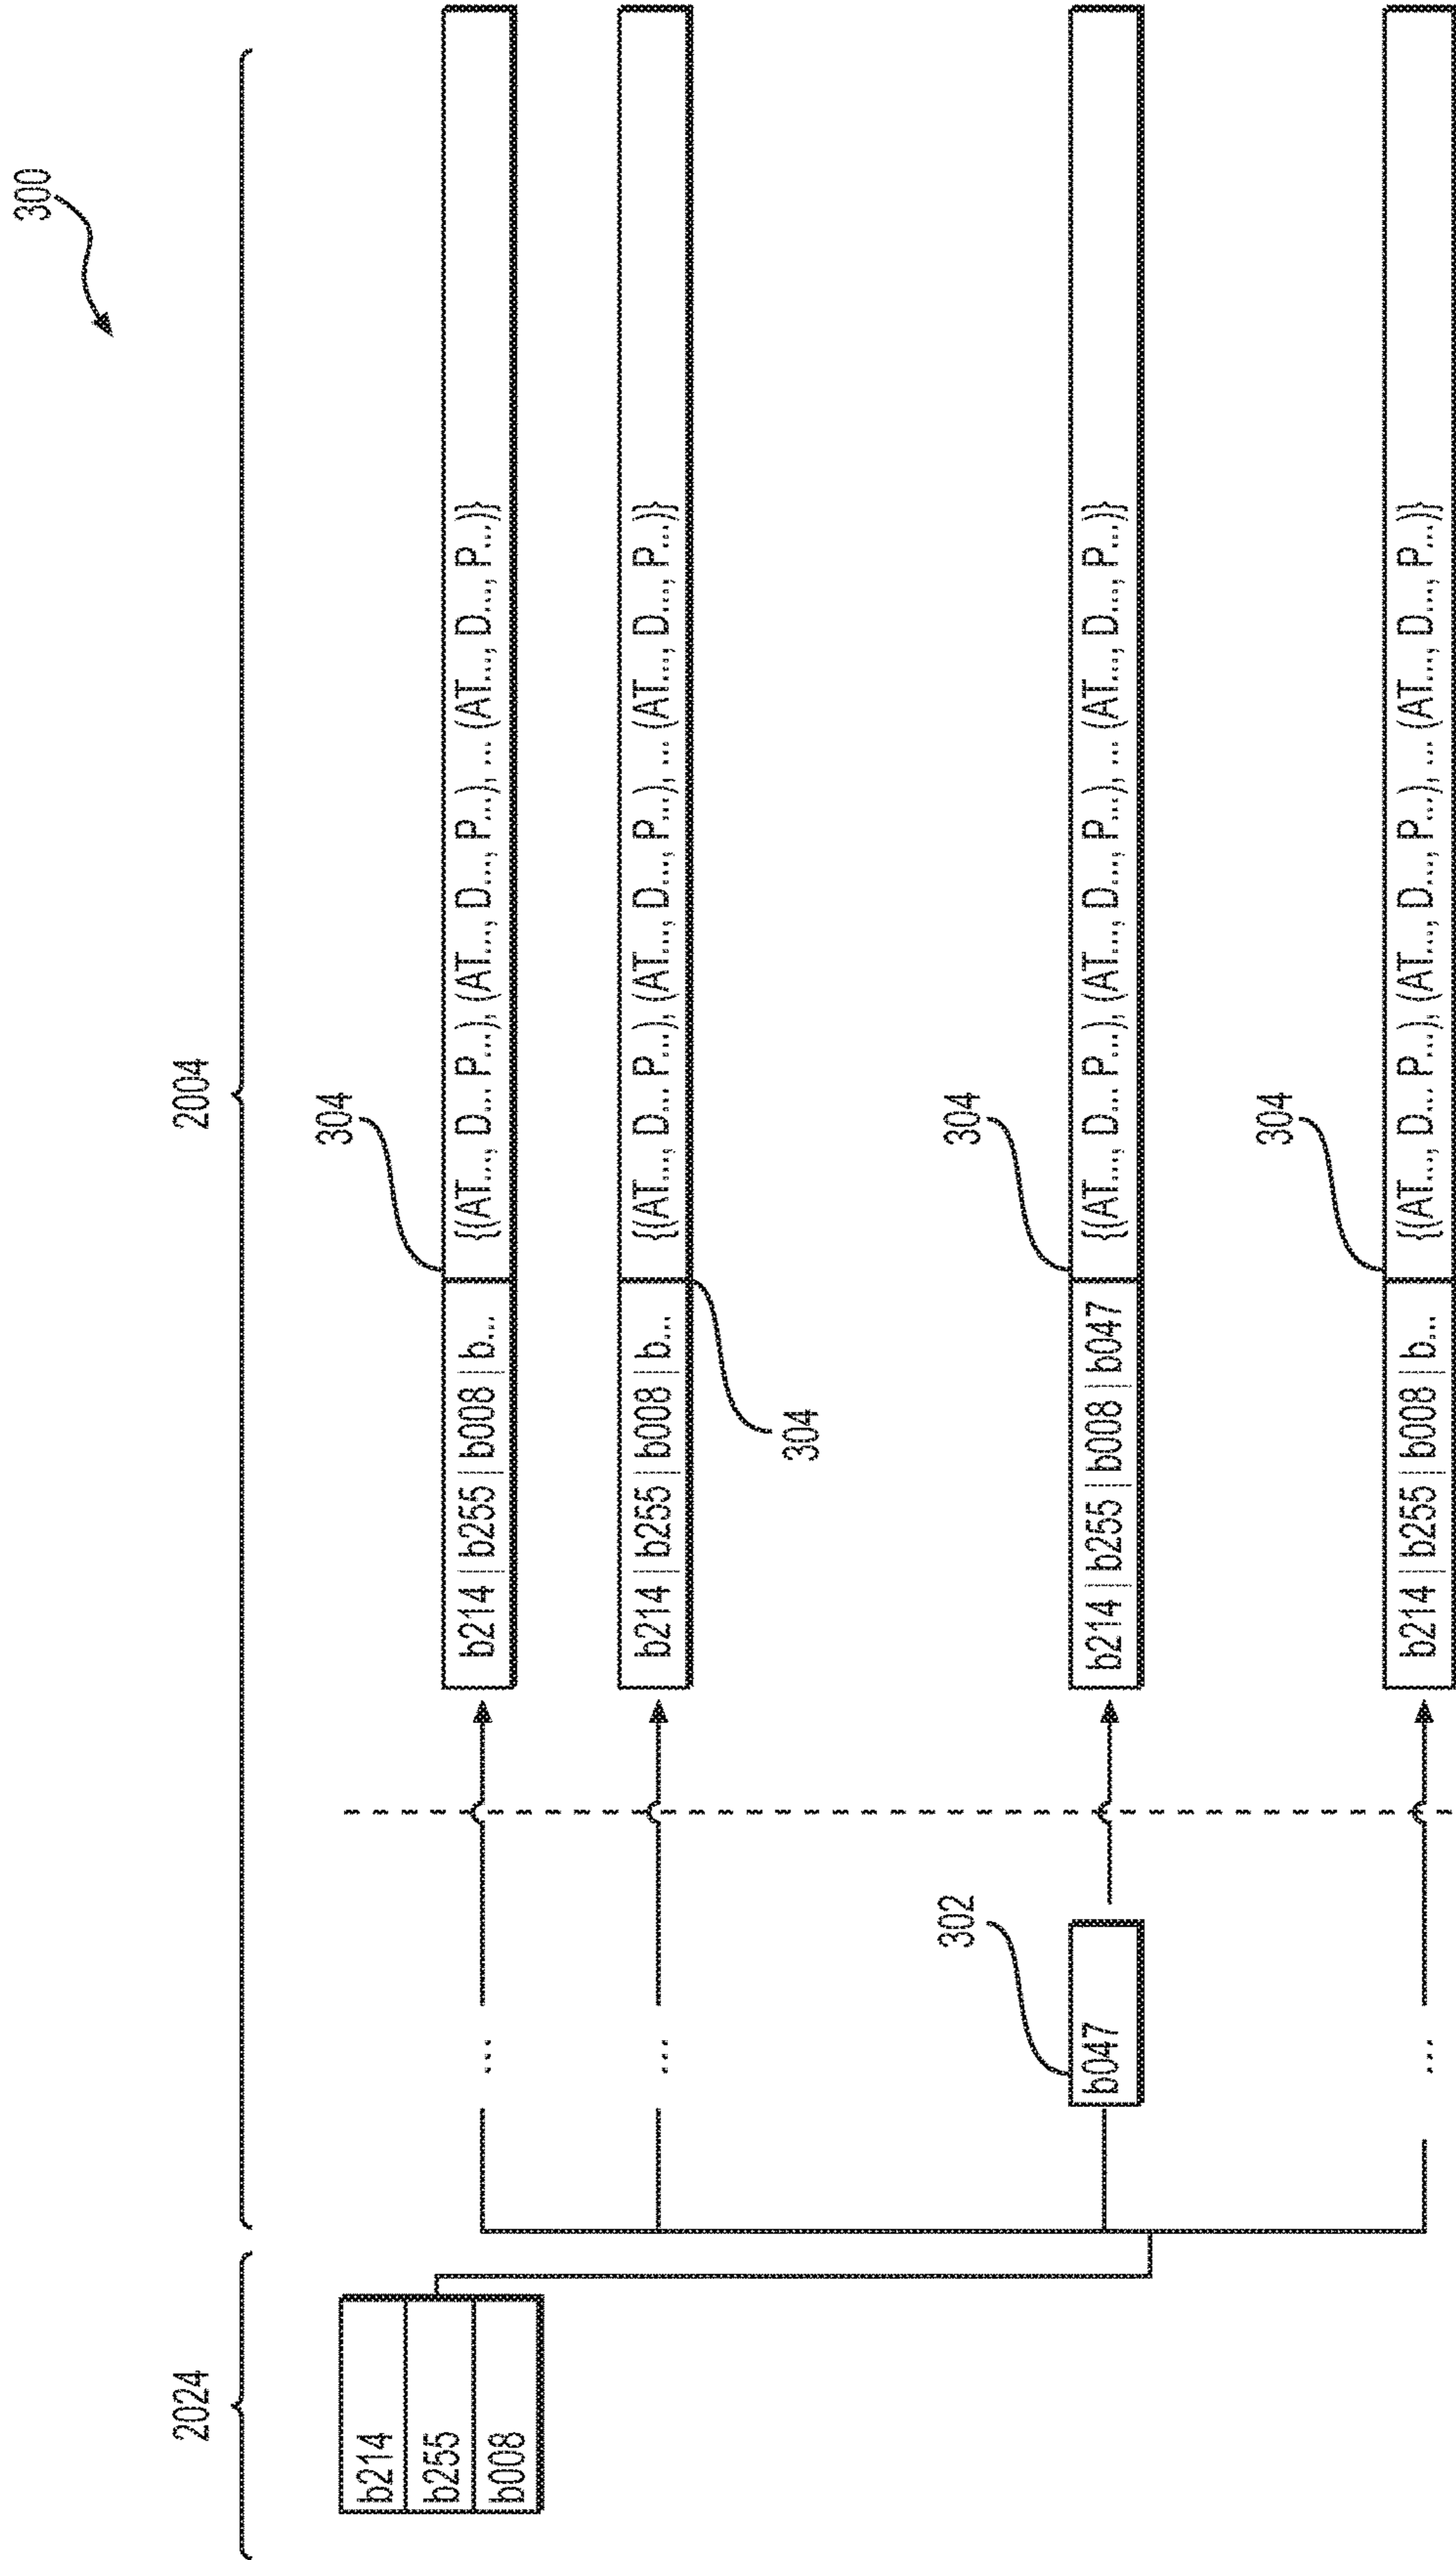 300
2024
2004
b214
b255
b008
304
b214 | b255 | b008 | b... {(AT..., D... P...), (AT..., D..., P...), ... (AT..., D..., P...)}
b214 | b255 | b008 | b... {(AT..., D... P...), (AT..., D..., P...), ... (AT..., D..., P...)}
304
...
...
302
b047
304
b214 | b255 | b008 | b047 {(AT..., D... P...), (AT..., D..., P...), ... (AT..., D..., P...)}
304
...
b214 | b255 | b008 | b... {(AT..., D... P...), (AT..., D..., P...), ... (AT..., D..., P...)}